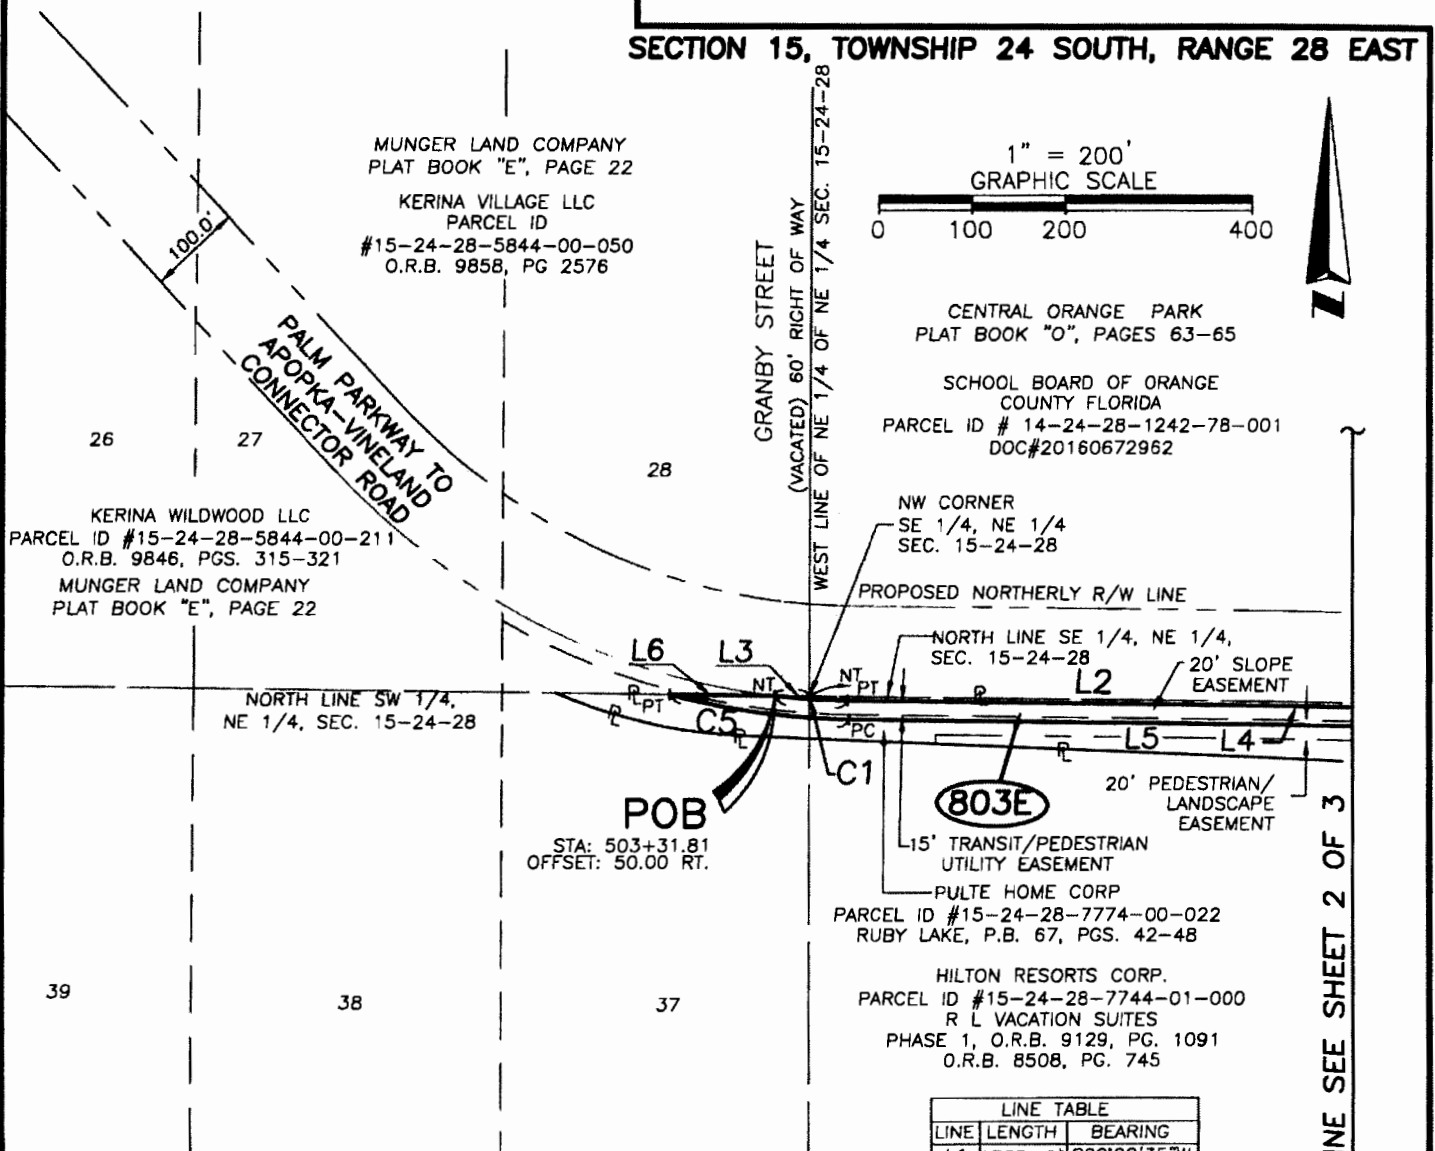 SECTION 15, TOWNSHIP 24 SOUTH, RANGE 28 EAST
MUNGER LAND COMPANY
PLAT BOOK "E", PAGE 22
KERINA VILLAGE LLC
PARCEL ID
#15-24-28-5844-00-050
O.R.B. 9858, PG 2576
1" = 200'
GRAPHIC SCALE
0 100 200 400
N
100.0'
PALM PARKWAY TO
APOPKA-VINELAND
CONNECTOR ROAD
GRANBY STREET
(VACATED) 60' RIGHT OF WAY
WEST LINE OF NE 1/4 OF NE 1/4 SEC. 15-24-28
CENTRAL ORANGE PARK
PLAT BOOK "O", PAGES 63-65
SCHOOL BOARD OF ORANGE
COUNTY FLORIDA
PARCEL ID # 14-24-28-1242-78-001
DOC#20160672962
26
27
28
KERINA WILDWOOD LLC
PARCEL ID #15-24-28-5844-00-211
O.R.B. 9846, PGS. 315-321
MUNGER LAND COMPANY
PLAT BOOK "E", PAGE 22
NW CORNER
SE 1/4, NE 1/4
SEC. 15-24-28
PROPOSED NORTHERLY R/W LINE
NORTH LINE SE 1/4, NE 1/4,
SEC. 15-24-28
20' SLOPE
EASEMENT
L6
L3
L2
NT
NT
PT
PL
PL
PT
NORTH LINE SW 1/4,
NE 1/4, SEC. 15-24-28
PL
C5
PL
PC
L5
L4
PL
C1
803E
20' PEDESTRIAN/
LANDSCAPE
EASEMENT
POB
STA: 503+31.81
OFFSET: 50.00 RT.
15' TRANSIT/PEDESTRIAN
UTILITY EASEMENT
PULTE HOME CORP
PARCEL ID #15-24-28-7774-00-022
RUBY LAKE, P.B. 67, PGS. 42-48
HILTON RESORTS CORP.
PARCEL ID #15-24-28-7744-01-000
R L VACATION SUITES
PHASE 1, O.R.B. 9129, PG. 1091
O.R.B. 8508, PG. 745
39
38
37
INE SEE SHEET 2 OF 3
LINE TABLE
LINE LENGTH BEARING